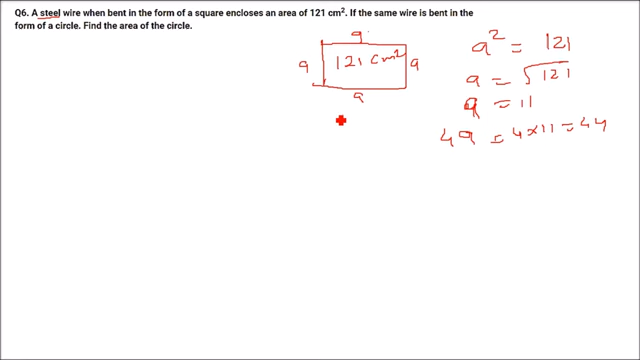 Q6. A steel wire when bent in the form of a square encloses an area of 121 cm². If the same wire is bent in the
form of a circle. Find the area of the circle.
a
a
121 cm²
a
a
a² = 121
a = √121
a = 11
4a = 4×11 = 44